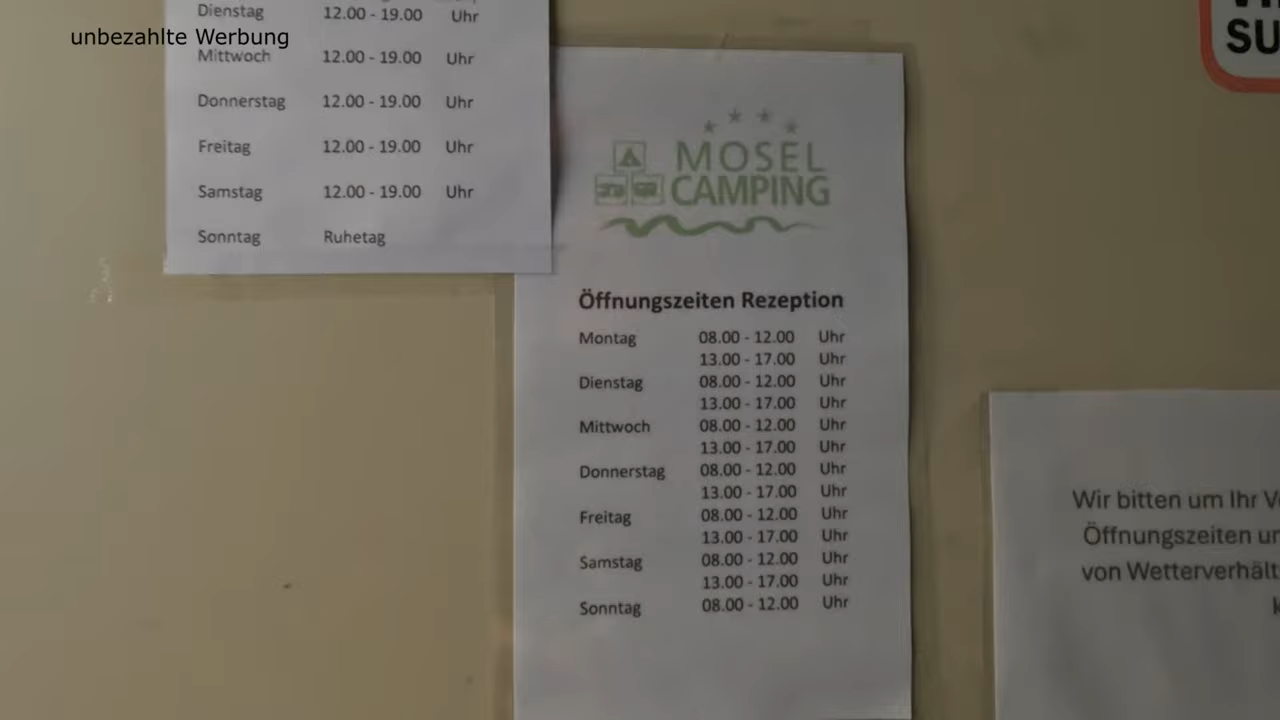 unbezahlte Werbung
Dienstag 12.00 - 19.00 Uhr
Mittwoch 12.00 - 19.00 Uhr
Donnerstag 12.00 - 19.00 Uhr
Freitag 12.00 - 19.00 Uhr
Samstag 12.00 - 19.00 Uhr
Sonntag Ruhetag
MOSEL
CAMPING
Öffnungszeiten Rezeption
Montag 08.00 - 12.00 Uhr
13.00 - 17.00 Uhr
Dienstag 08.00 - 12.00 Uhr
13.00 - 17.00 Uhr
Mittwoch 08.00 - 12.00 Uhr
13.00 - 17.00 Uhr
Donnerstag 08.00 - 12.00 Uhr
13.00 - 17.00 Uhr
Freitag 08.00 - 12.00 Uhr
13.00 - 17.00 Uhr
Samstag 08.00 - 12.00 Uhr
13.00 - 17.00 Uhr
Sonntag 08.00 - 12.00 Uhr
SU
Wir bitten um Ihr
Öffnungszeiten
von